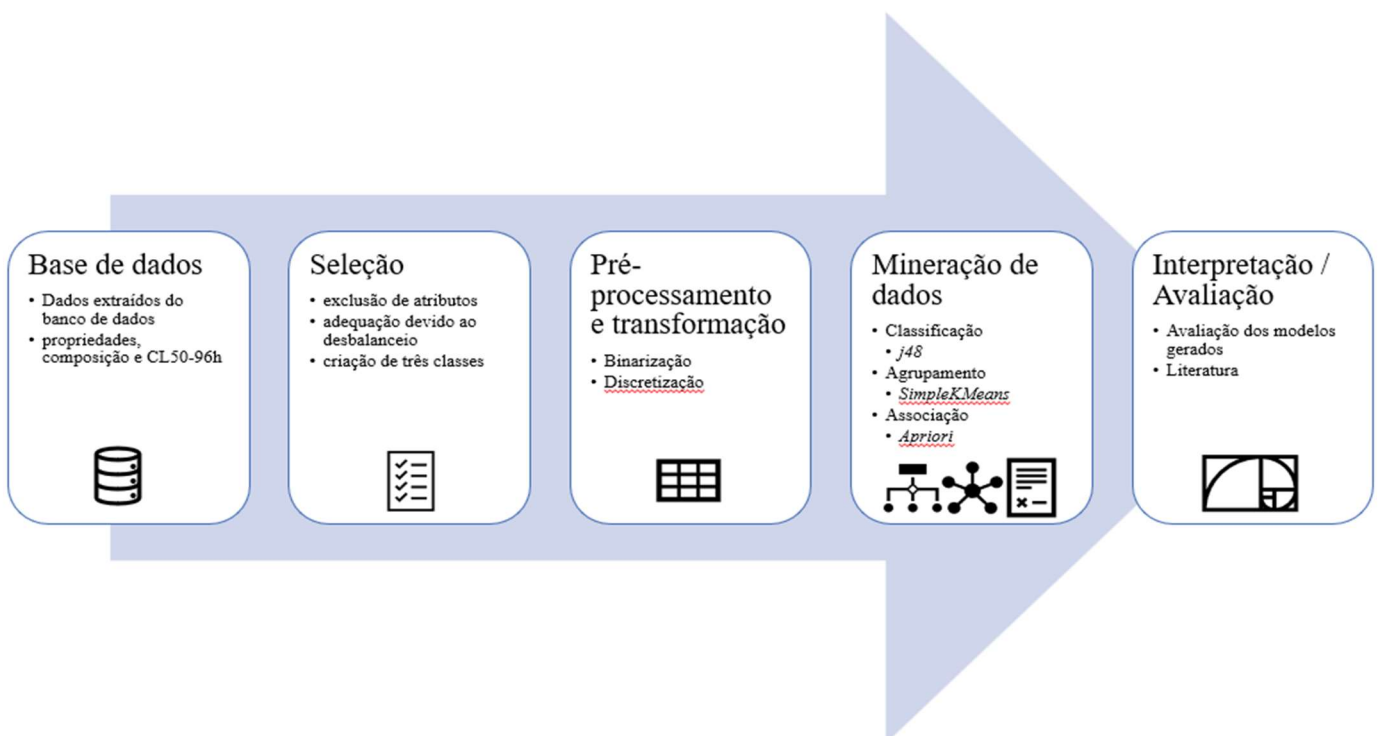 Base de dados
• Dados extraídos do
banco de dados
• propriedades,
composição e CL50-96h
Seleção
• exclusão de atributos
• adequação devido ao
desbalanceio
• criação de três classes
Pré-
processamento
e transformação
• Binarização
• Discretização
Mineração de
dados
• Classificação
• j48
• Agrupamento
• SimpleKMeans
• Associação
• Apriori
Interpretação /
Avaliação
• Avaliação dos modelos
gerados
• Literatura